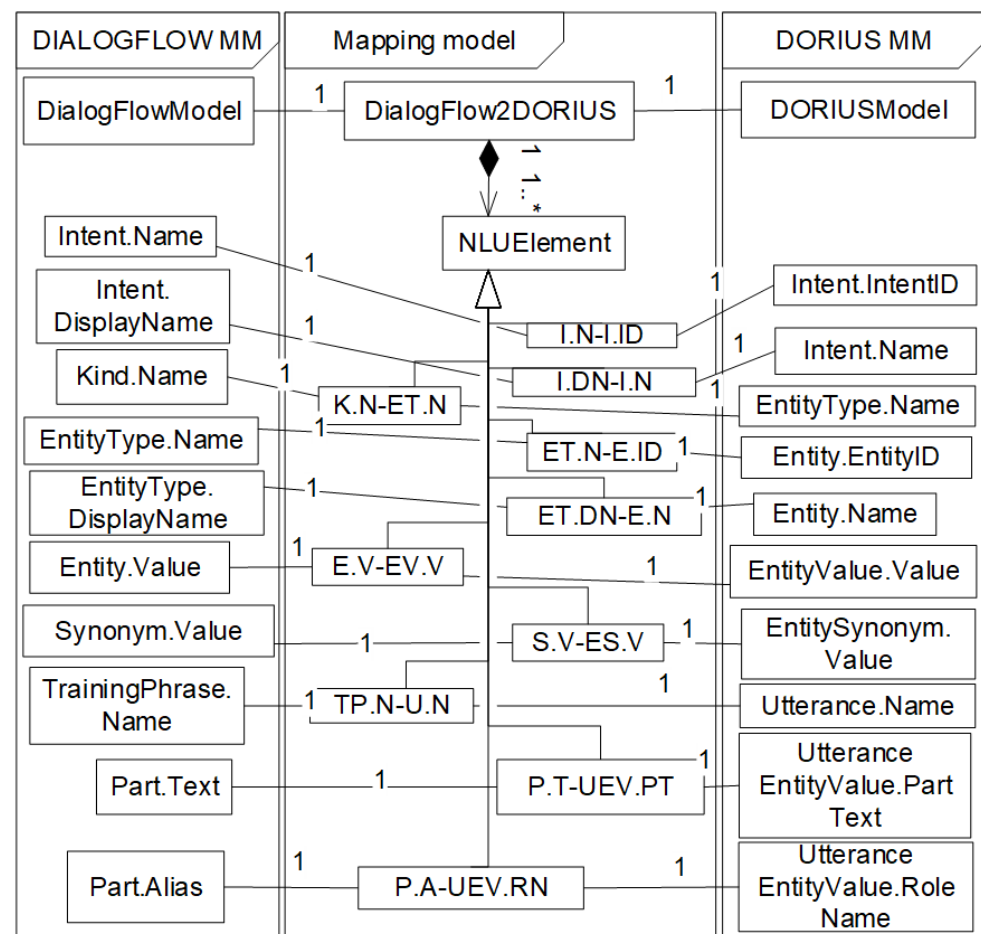 DIALOGFLOW MM
Mapping model
DORIUS MM
DialogFlowModel
1
DialogFlow2DORIUS
1
DORIUSModel
1
1..*
NLUElement
Intent.Name
1
I.N-I.ID
1
Intent.IntentID
Intent.
DisplayName
1
I.DN-I.N
1
Intent.Name
Kind.Name
1
K.N-ET.N
1
EntityType.Name
EntityType.Name
1
ET.N-E.ID
1
Entity.EntityID
EntityType.
DisplayName
1
ET.DN-E.N
1
Entity.Name
Entity.Value
1
E.V-EV.V
1
EntityValue.Value
Synonym.Value
1
S.V-ES.V
1
EntitySynonym.
Value
TrainingPhrase.
Name
1
TP.N-U.N
1
Utterance.Name
Part.Text
1
P.T-UEV.PT
1
Utterance
EntityValue.Part
Text
Part.Alias
1
P.A-UEV.RN
1
Utterance
EntityValue.Role
Name